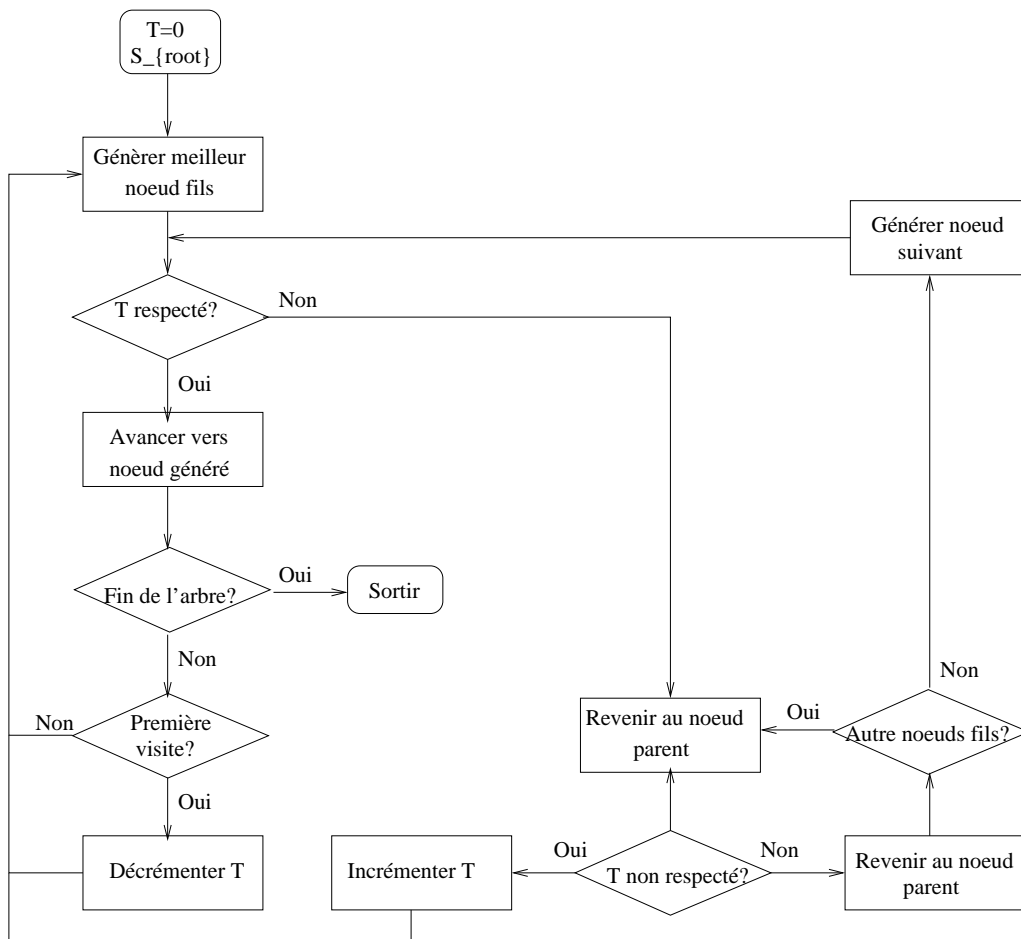 T=0
S_{root}
Génèrer meilleur
noeud fils
Générer noeud
suivant
T respecté?
Non
Oui
Avancer vers
noeud généré
Fin de l'arbre?
Oui
Sortir
Non
Non
Première
visite?
Revenir au noeud
parent
Oui
Non
Autre noeuds fils?
Oui
Décrémenter T
Incrémenter T
Oui
T non respecté?
Non
Revenir au noeud
parent